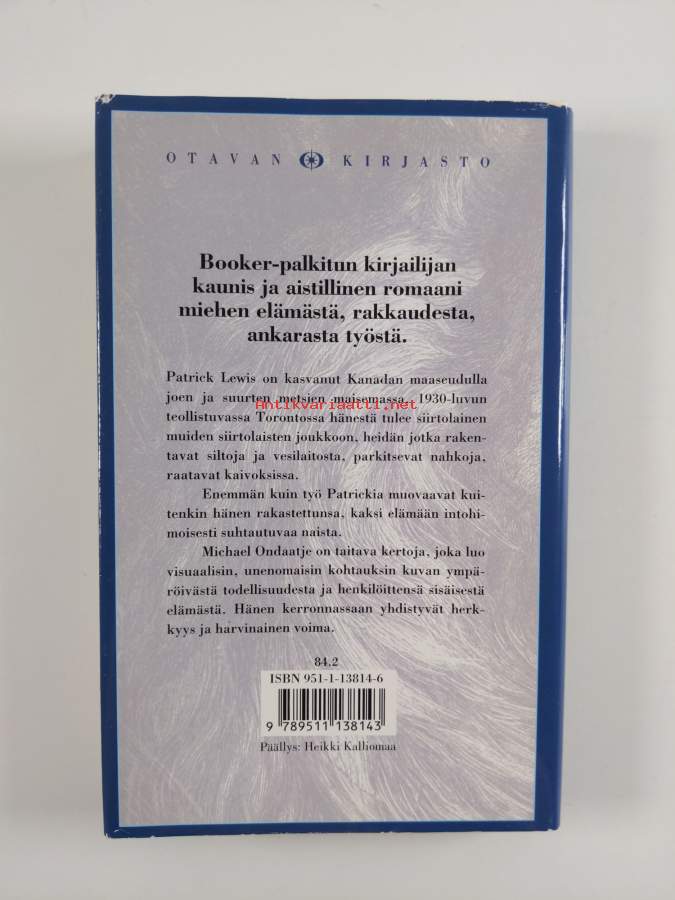 OTAVAN KIRJASTO
Booker-palkitun kirjailijan
kaunis ja aistillinen romaani
miehen elämästä, rakkaudesta,
ankarasta työstä.
Patrick Lewis on kasvanut Kanadan maaseudulla
joen ja suurten metsien maisemassa. 1930-luvun
Antikvariaatti.net
teollistuvassa Torontossa hänestä tulee siirtolainen
muiden siirtolaisten joukkoon, heidän jotka raken-
tavat siltoja ja vesilaitosta, parkitsevat nahkoja,
raatavat kaivoksissa.
Enemmän kuin työ Patrickia muovaavat kui-
tenkin hänen rakastettunsa, kaksi elämään intohi-
moisesti suhtautuvaa naista.
Michael Ondaatje on taitava kertoja, joka luo
visuaalisin, unenomaisin kohtauksin kuvan ympä-
röivästä todellisuudesta ja henkilöittensä sisäisestä
elämästä. Hänen kerronnassaan yhdistyvät herk-
kyys ja harvinainen voima.
84.2
ISBN 951-1-13814-6
9 789511 138143
Päällys: Heikki Kalliomaa